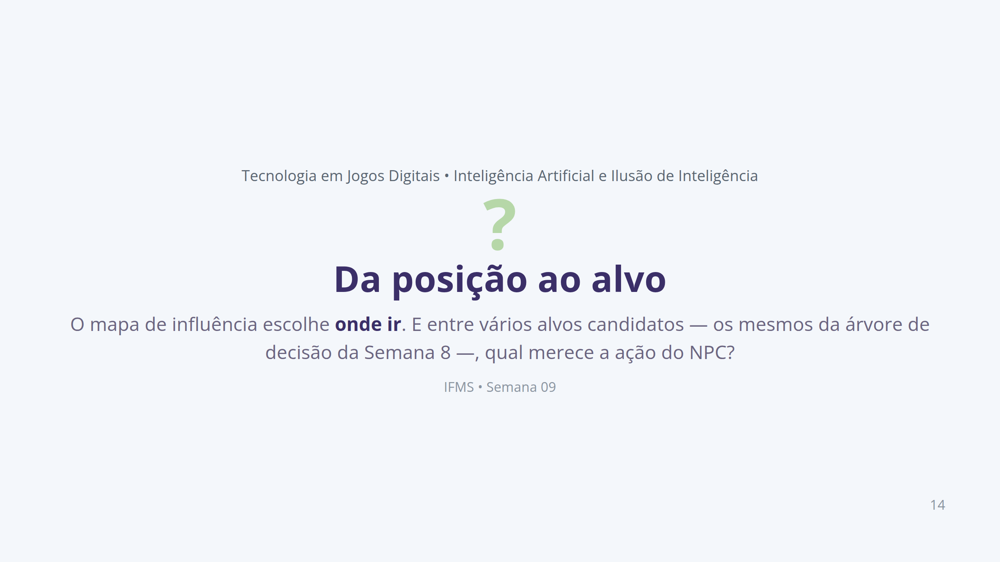 Tecnologia em Jogos Digitais • Inteligência Artificial e Ilusão de Inteligência
?
Da posição ao alvo
O mapa de influência escolhe onde ir. E entre vários alvos candidatos — os mesmos da árvore de
decisão da Semana 8 —, qual merece a ação do NPC?
IFMS • Semana 09
14